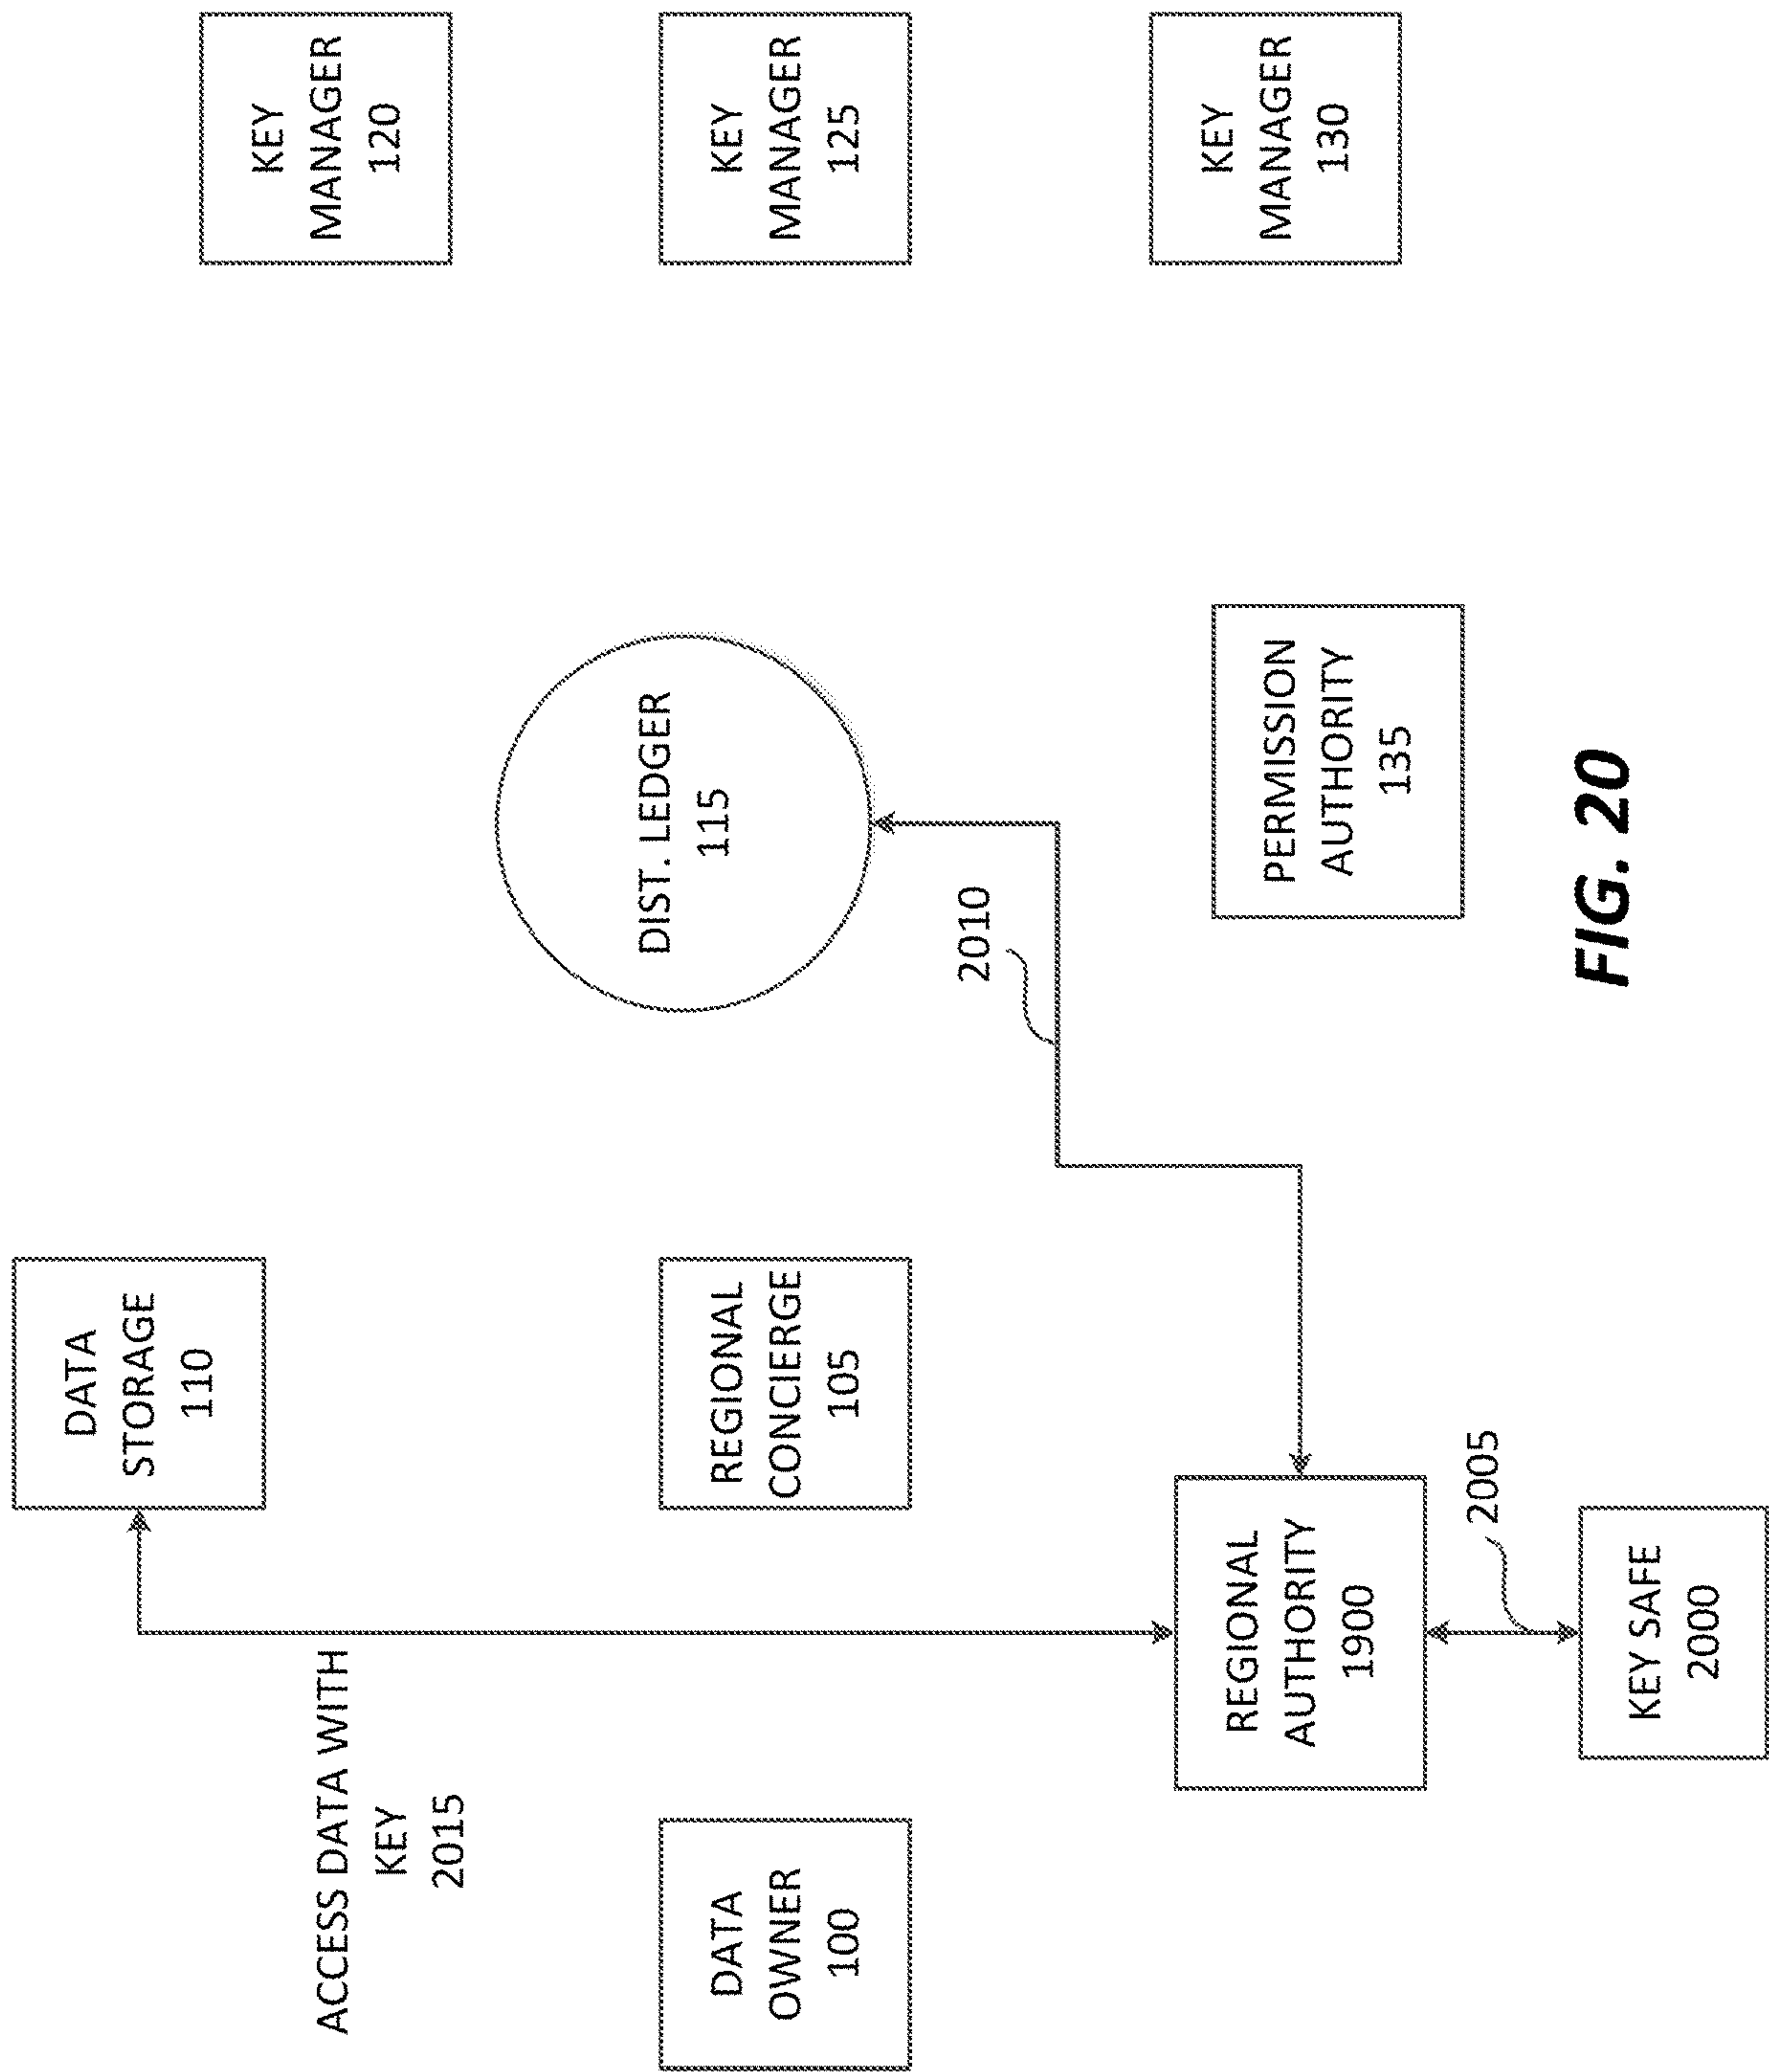 DATA
STORAGE
110
ACCESS DATA WITH
KEY
2015
KEY
MANAGER
120
DATA
OWNER
100
REGIONAL
CONCIERGE
105
DIST. LEDGER
115
KEY
MANAGER
125
2010
REGIONAL
AUTHORITY
1900
PERMISSION
AUTHORITY
135
KEY
MANAGER
130
2005
KEY SAFE
2000
FIG. 20